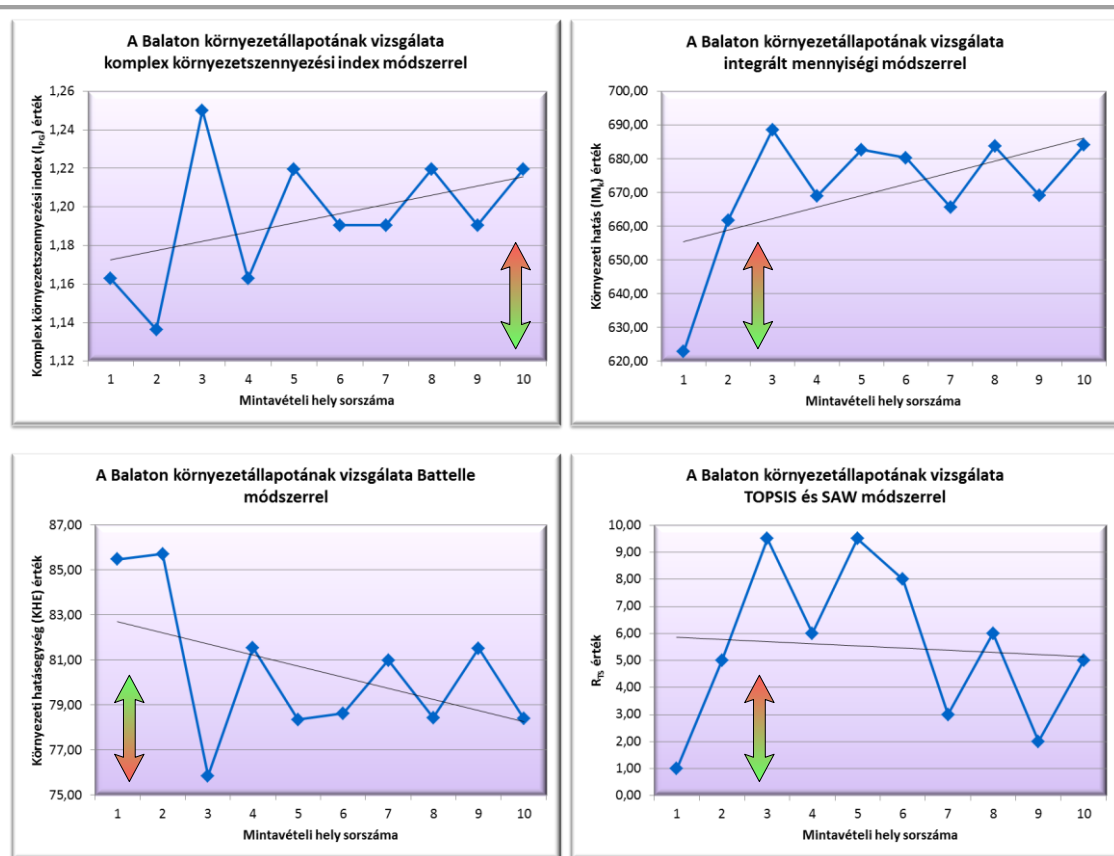 A Balaton környezetállapotának vizsgálata
komplex környezetszennyezési index módszerrel
Komplex környezetszennyezési index (I_PG) érték
1,26
1,24
1,22
1,20
1,18
1,16
1,14
1,12
1 2 3 4 5 6 7 8 9 10
Mintavételi hely sorszáma
A Balaton környezetállapotának vizsgálata
integrált mennyiségi módszerrel
Környezeti hatás (IM_k) érték
700,00
690,00
680,00
670,00
660,00
650,00
640,00
630,00
620,00
1 2 3 4 5 6 7 8 9 10
Mintavételi hely sorszáma
A Balaton környezetállapotának vizsgálata Battelle
módszerrel
Környezeti hatásegység (KHE) érték
87,00
85,00
83,00
81,00
79,00
77,00
75,00
1 2 3 4 5 6 7 8 9 10
Mintavételi hely sorszáma
A Balaton környezetállapotának vizsgálata
TOPSIS és SAW módszerrel
R_TS érték
10,00
9,00
8,00
7,00
6,00
5,00
4,00
3,00
2,00
1,00
0,00
1 2 3 4 5 6 7 8 9 10
Mintavételi hely sorszáma